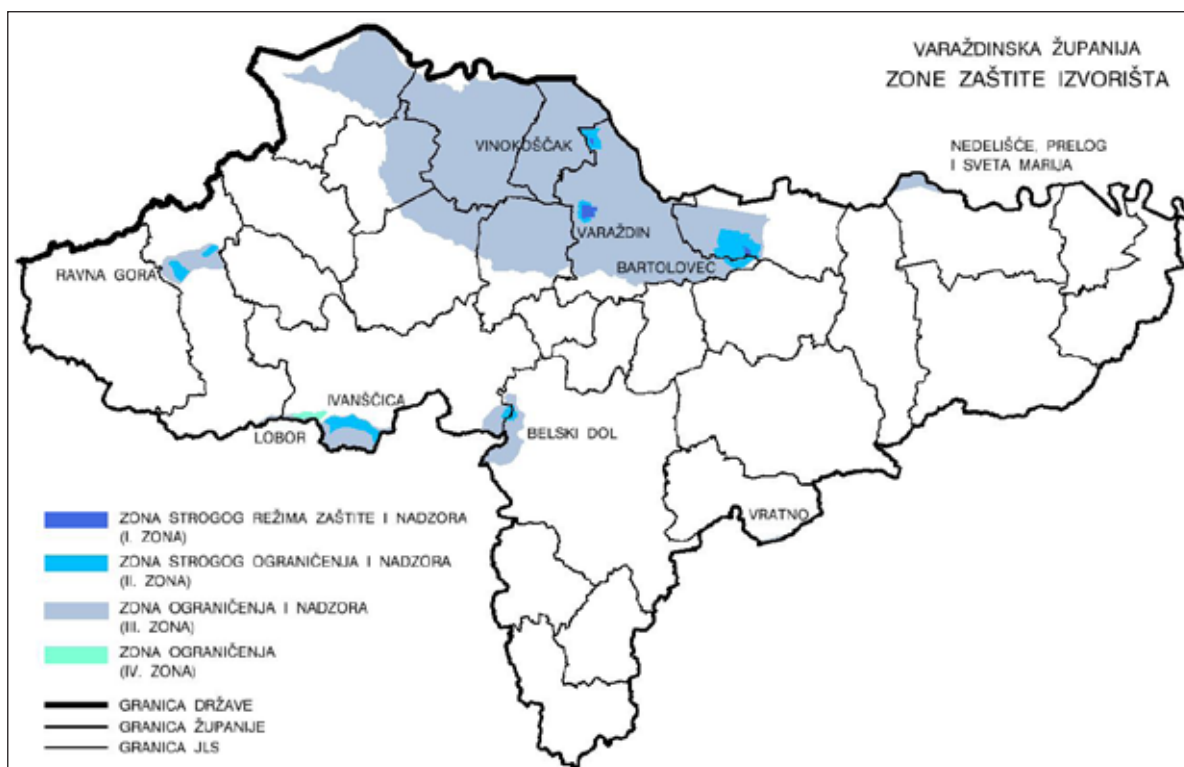 VARAŽDINSKA ŽUPANIJA
ZONE ZAŠTITE IZVORIŠTA
NEDELIŠĆE, PRELOG
I SVETA MARIJA
VINOKOŠČAK
VARAŽDIN
BARTOLOVEC
RAVNA GORA
IVANŠČICA
LOBOR
BELSKI DOL
VRATNO
ZONA STROGOG REŽIMA ZAŠTITE I NADZORA
(I. ZONA)
ZONA STROGOG OGRANIČENJA I NADZORA
(II. ZONA)
ZONA OGRANIČENJA I NADZORA
(III. ZONA)
ZONA OGRANIČENJA
(IV. ZONA)
GRANICA DRŽAVE
GRANICA ŽUPANIJE
GRANICA JLS